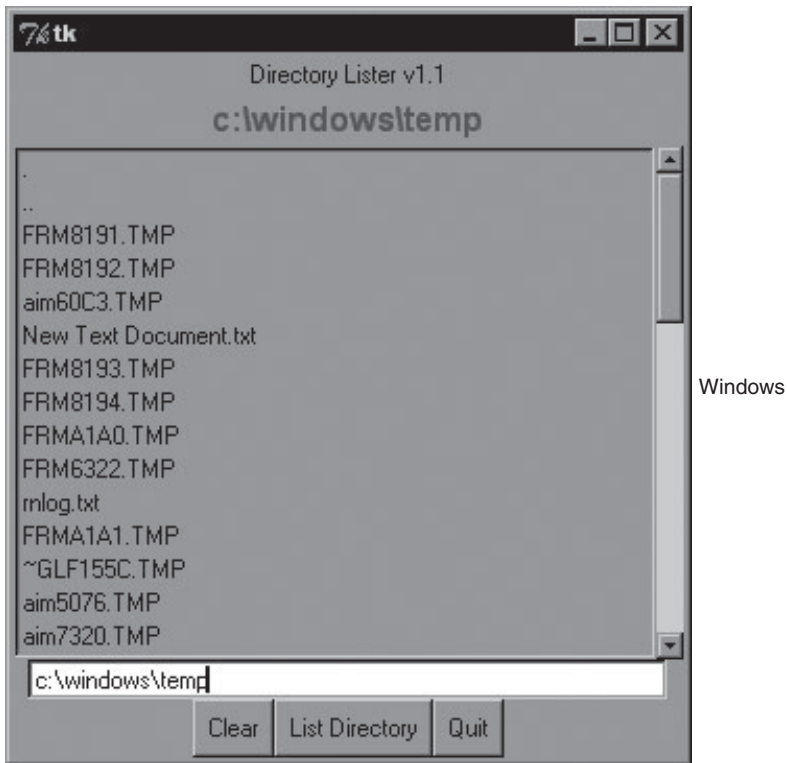 tk
Directory Lister v1.1
c:\windows\temp
.
..
FRM8191.TMP
FRM8192.TMP
aim60C3.TMP
New Text Document.txt
FRM8193.TMP
FRM8194.TMP
FRMA1A0.TMP
FRM6322.TMP
rnlog.txt
FRMA1A1.TMP
~GLF155C.TMP
aim5076.TMP
aim7320.TMP
c:\windows\temp
Clear
List Directory
Quit
Windows